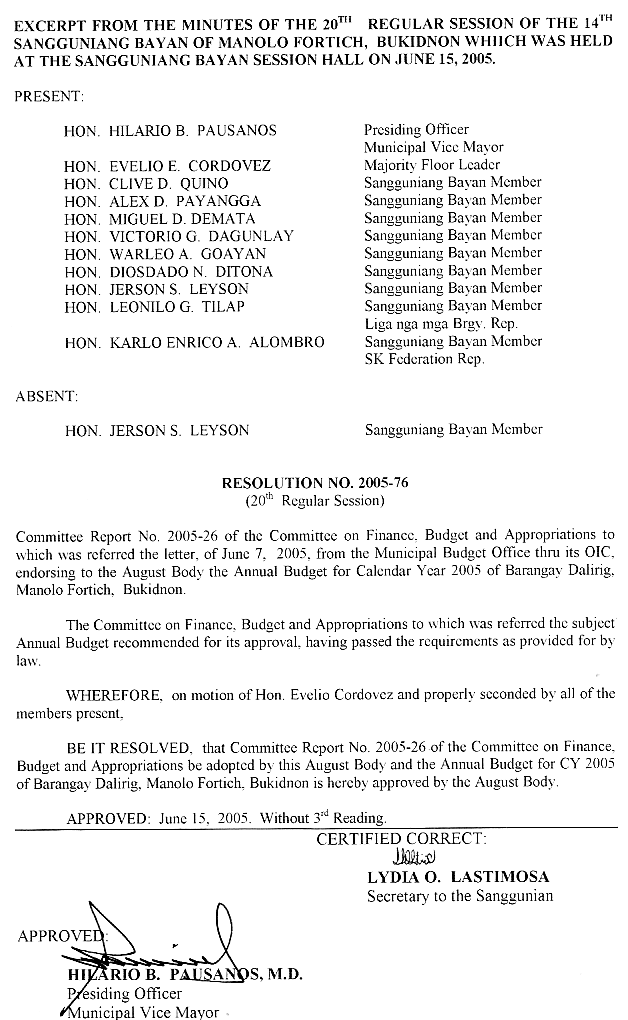 EXCERPT FROM THE MINUTES OF THE 20TH REGULAR SESSION OF THE 14TH
SANGGUNIANG BAYAN OF MANOLO FORTICH, BUKIDNON WHIICH WAS HELD
AT THE SANGGUNIANG BAYAN SESSION HALL ON JUNE 15, 2005.
PRESENT:
HON. HILARIO B. PAUSANOS Presiding Officer
Municipal Vice Mayor
HON. EVELIO E. CORDOVEZ Majority Floor Leader
HON. CLIVE D. QUINO Sangguniang Bayan Member
HON. ALEX D. PAYANGGA Sangguniang Bayan Member
HON. MIGUEL D. DEMATA Sangguniang Bayan Member
HON. VICTORIO G. DAGUNLAY Sangguniang Bayan Member
HON. WARLEO A. GOAYAN Sangguniang Bayan Member
HON. DIOSDADO N. DITONA Sangguniang Bayan Member
HON. JERSON S. LEYSON Sangguniang Bayan Member
HON. LEONILO G. TILAP Sangguniang Bayan Member
Liga nga mga Brgy. Rep.
HON. KARLO ENRICO A. ALOMBRO Sangguniang Bayan Member
SK Federation Rep.
ABSENT:
HON. JERSON S. LEYSON Sangguniang Bayan Member
RESOLUTION NO. 2005-76
(20th Regular Session)
Committee Report No. 2005-26 of the Committee on Finance, Budget and Appropriations to
which was referred the letter, of June 7, 2005, from the Municipal Budget Office thru its OIC,
endorsing to the August Body the Annual Budget for Calendar Year 2005 of Barangay Dalirig,
Manolo Fortich, Bukidnon.
The Committee on Finance, Budget and Appropriations to which was referred the subject
Annual Budget recommended for its approval, having passed the requirements as provided for by
law.
WHEREFORE, on motion of Hon. Evelio Cordovez and properly seconded by all of the
members present,
BE IT RESOLVED, that Committee Report No. 2005-26 of the Committee on Finance,
Budget and Appropriations be adopted by this August Body and the Annual Budget for CY 2005
of Barangay Dalirig, Manolo Fortich, Bukidnon is hereby approved by the August Body.
APPROVED: June 15, 2005. Without 3rd Reading.
CERTIFIED CORRECT:
LYDIA O. LASTIMOSA
Secretary to the Sanggunian
APPROVED:
HILARIO B. PAUSANOS, M.D.
Presiding Officer
Municipal Vice Mayor